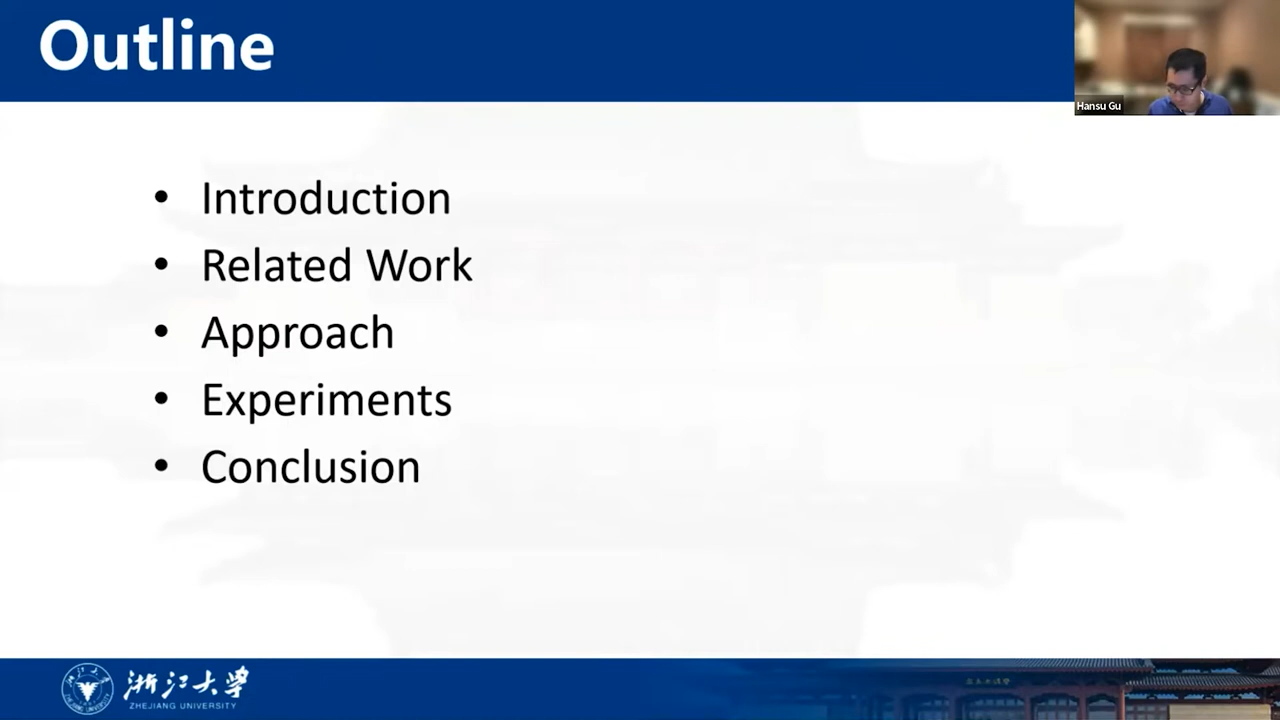 Outline
Hansu Gu
• Introduction
• Related Work
• Approach
• Experiments
• Conclusion
浙江大学
ZHEJIANG UNIVERSITY